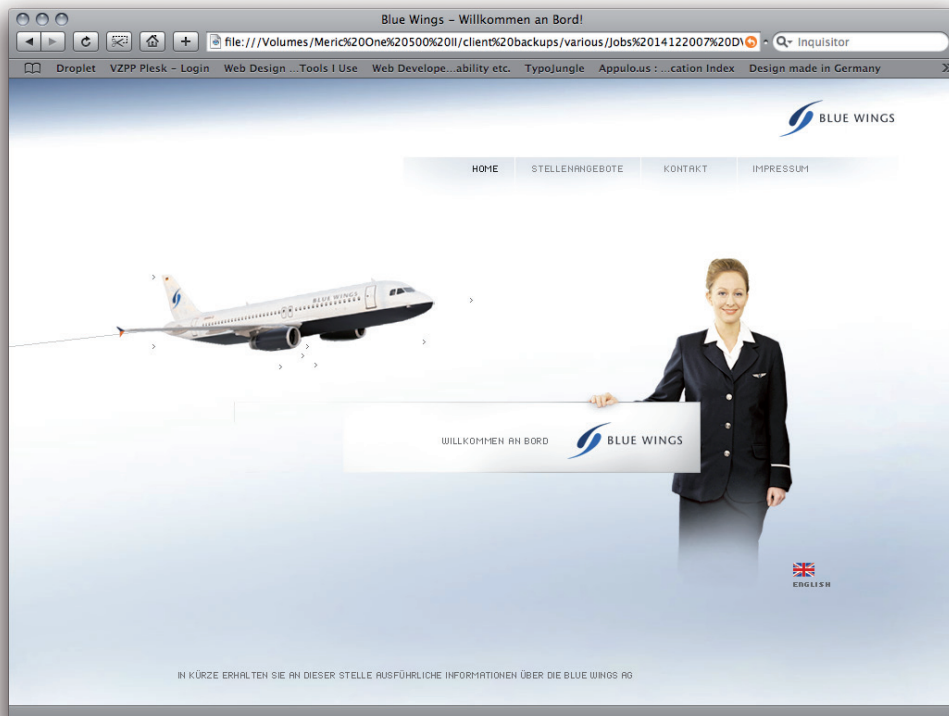 Blue Wings – Willkommen an Bord!
file:///Volumes/Meric%20One%20500%20II/client%20backups/various/Jobs%2014122007%20D
Inquisitor
Droplet VZPP Plesk – Login Web Design ...Tools I Use Web Develope...ability etc. TypoJungle Appulo.us : ...cation Index Design made in Germany
BLUE WINGS
HOME STELLENANGEBOTE KONTAKT IMPRESSUM
BLUE WINGS
WILLKOMMEN AN BORD BLUE WINGS
ENGLISH
IN KÜRZE ERHALTEN SIE AN DIESER STELLE AUSFÜHRLICHE INFORMATIONEN ÜBER DIE BLUE WINGS AG